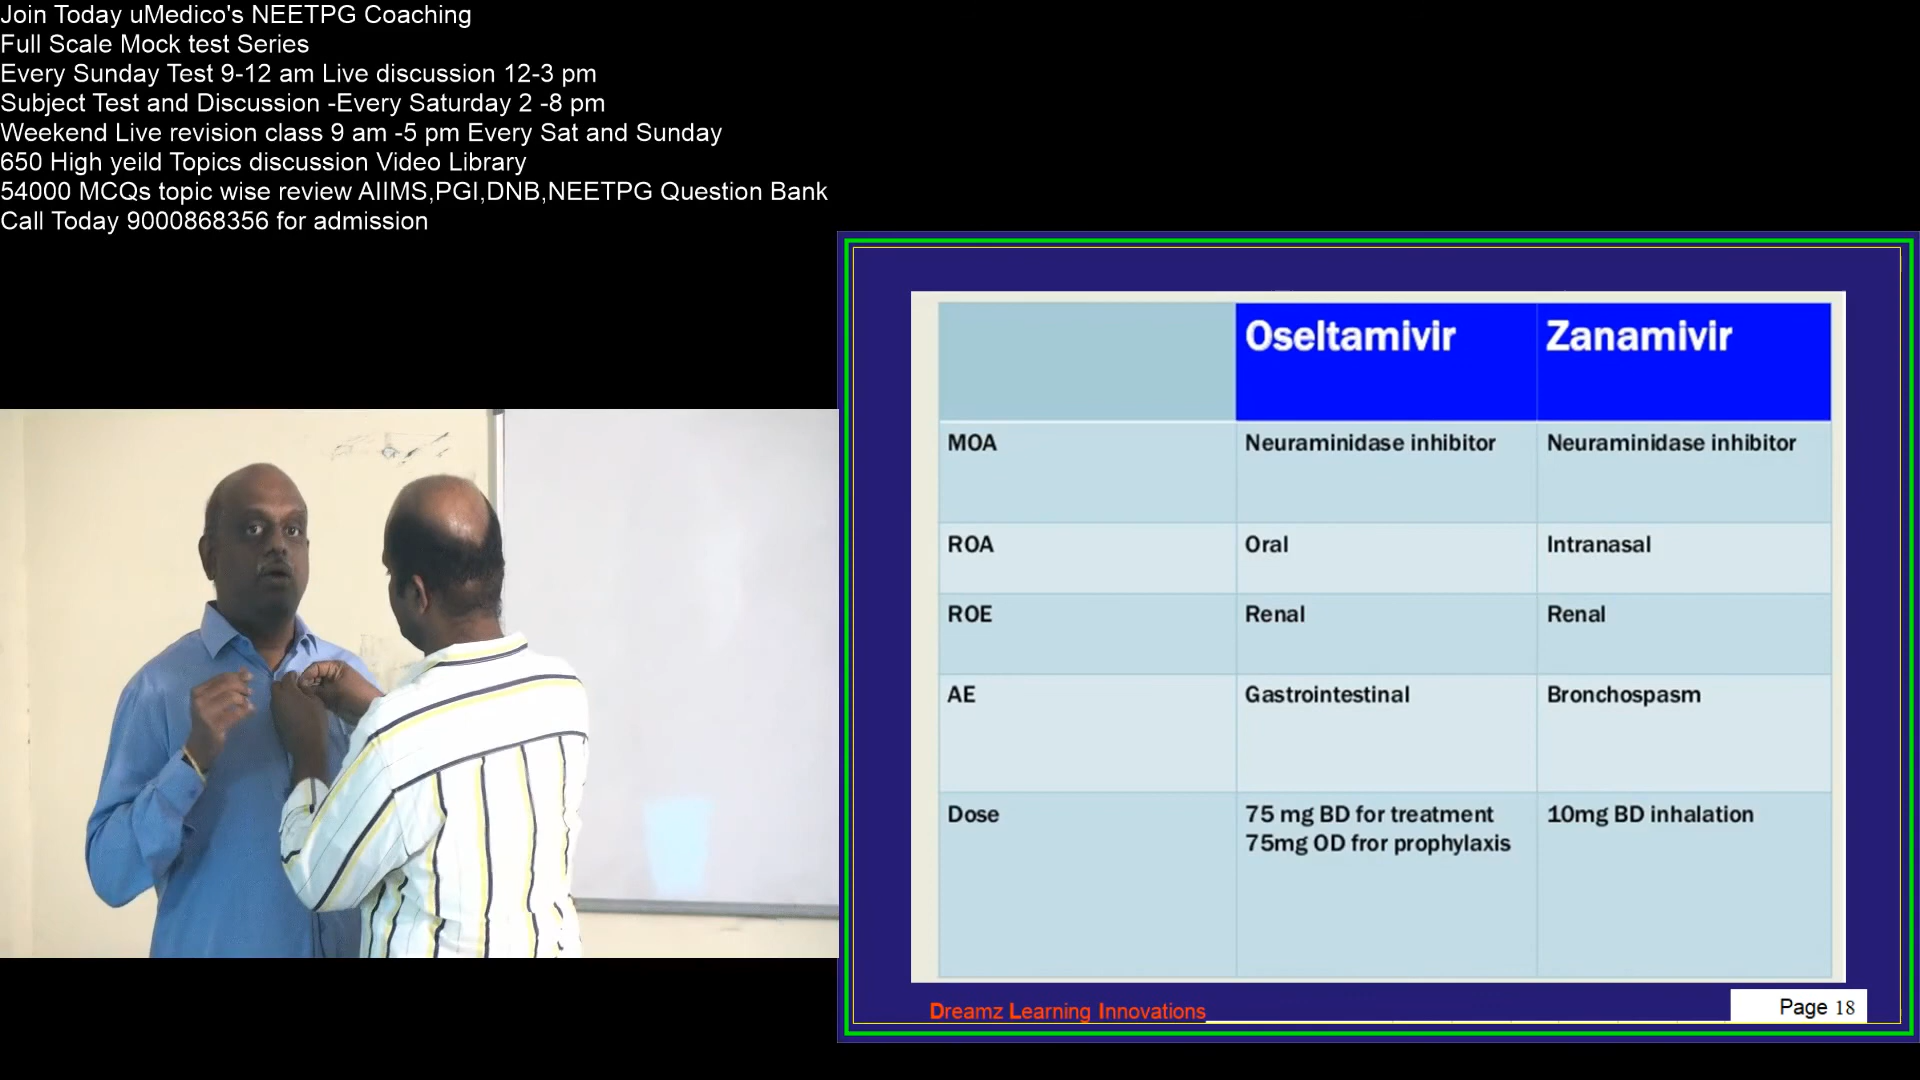 Join Today uMedico's NEETPG Coaching
Full Scale Mock test Series
Every Sunday Test 9-12 am Live discussion 12-3 pm
Subject Test and Discussion -Every Saturday 2 -8 pm
Weekend Live revision class 9 am -5 pm Every Sat and Sunday
650 High yeild Topics discussion Video Library
54000 MCQs topic wise review AIIMS,PGI,DNB,NEETPG Question Bank
Call Today 9000868356 for admission
Oseltamivir Zanamivir
MOA Neuraminidase inhibitor Neuraminidase inhibitor
ROA Oral Intranasal
ROE Renal Renal
AE Gastrointestinal Bronchospasm
Dose 75 mg BD for treatment 10mg BD inhalation
75mg OD fror prophylaxis
Dreamz Learning Innovations
Page 18